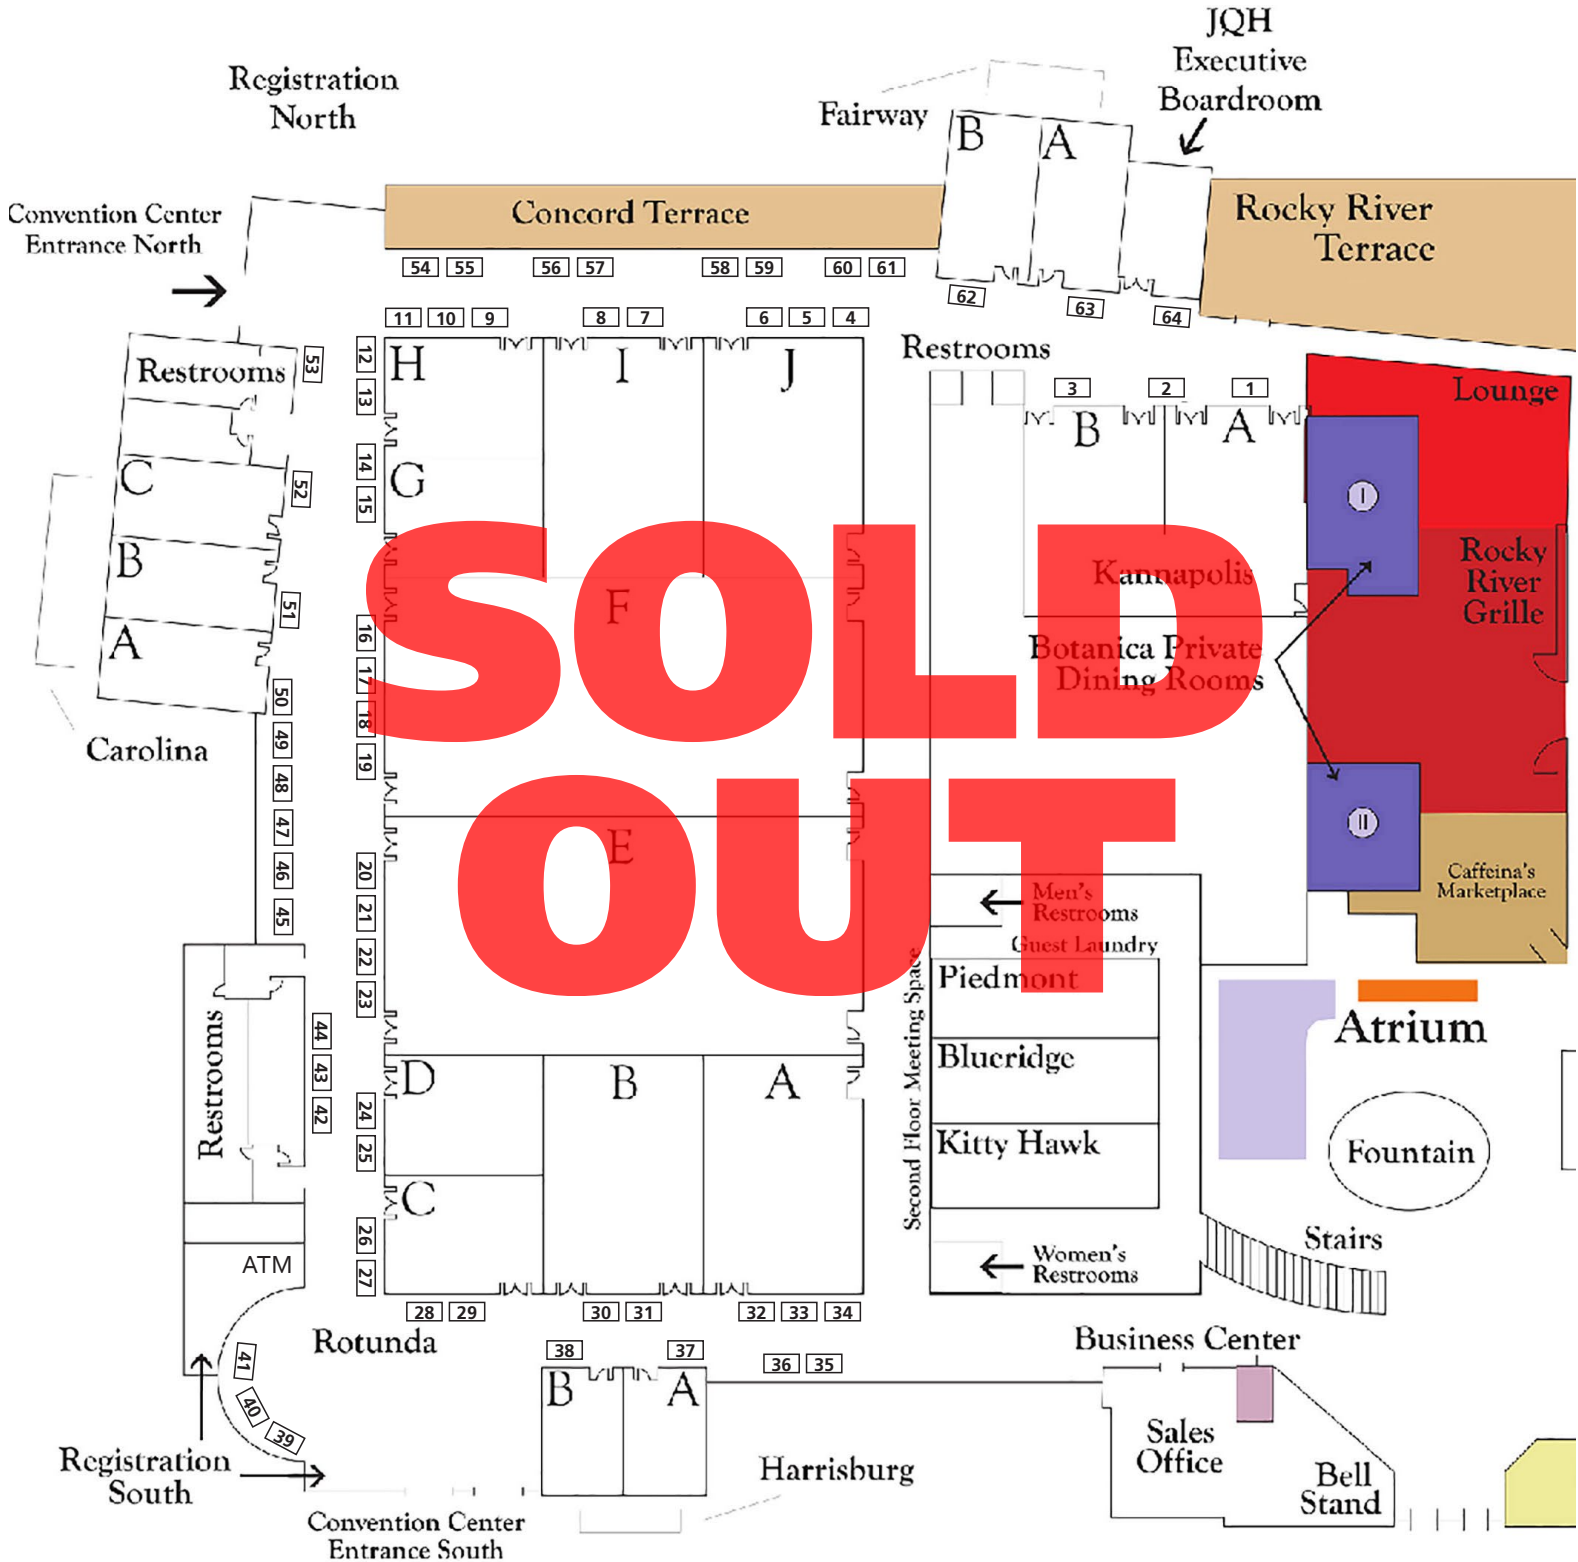 JQH
Executive
Boardroom
Registration
North
Fairway
B
A
Convention Center
Entrance North
Concord Terrace
Rocky River
Terrace
54 55 56 57 58 59 60 61
62
63
64
11 10 9 8 7 6 5 4
Restrooms
53
12
13
H
I
J
Restrooms
3 2 1
B
A
Lounge
C
52
14
15
G
I
B
51
F
Kannapolis
Rocky
River
Grille
A
16
17
18
19
Botanica Private
Dining Rooms
50
49
48
47
46
45
Carolina
SOLD
OUT
E
II
Caffeina's
Marketplace
20
21
22
23
Men's
Restrooms
Guest Laundry
Piedmont
Blueridge
Kitty Hawk
Second Floor Meeting Space
Atrium
Fountain
Restrooms
44
43
42
D
B
A
24
25
C
26
27
Women's
Restrooms
Stairs
ATM
28 29 30 31 32 33 34
Rotunda
38 37 36 35
Business Center
41
40
39
B
A
Sales
Office
Bell
Stand
Registration
South
Harrisburg
Convention Center
Entrance South